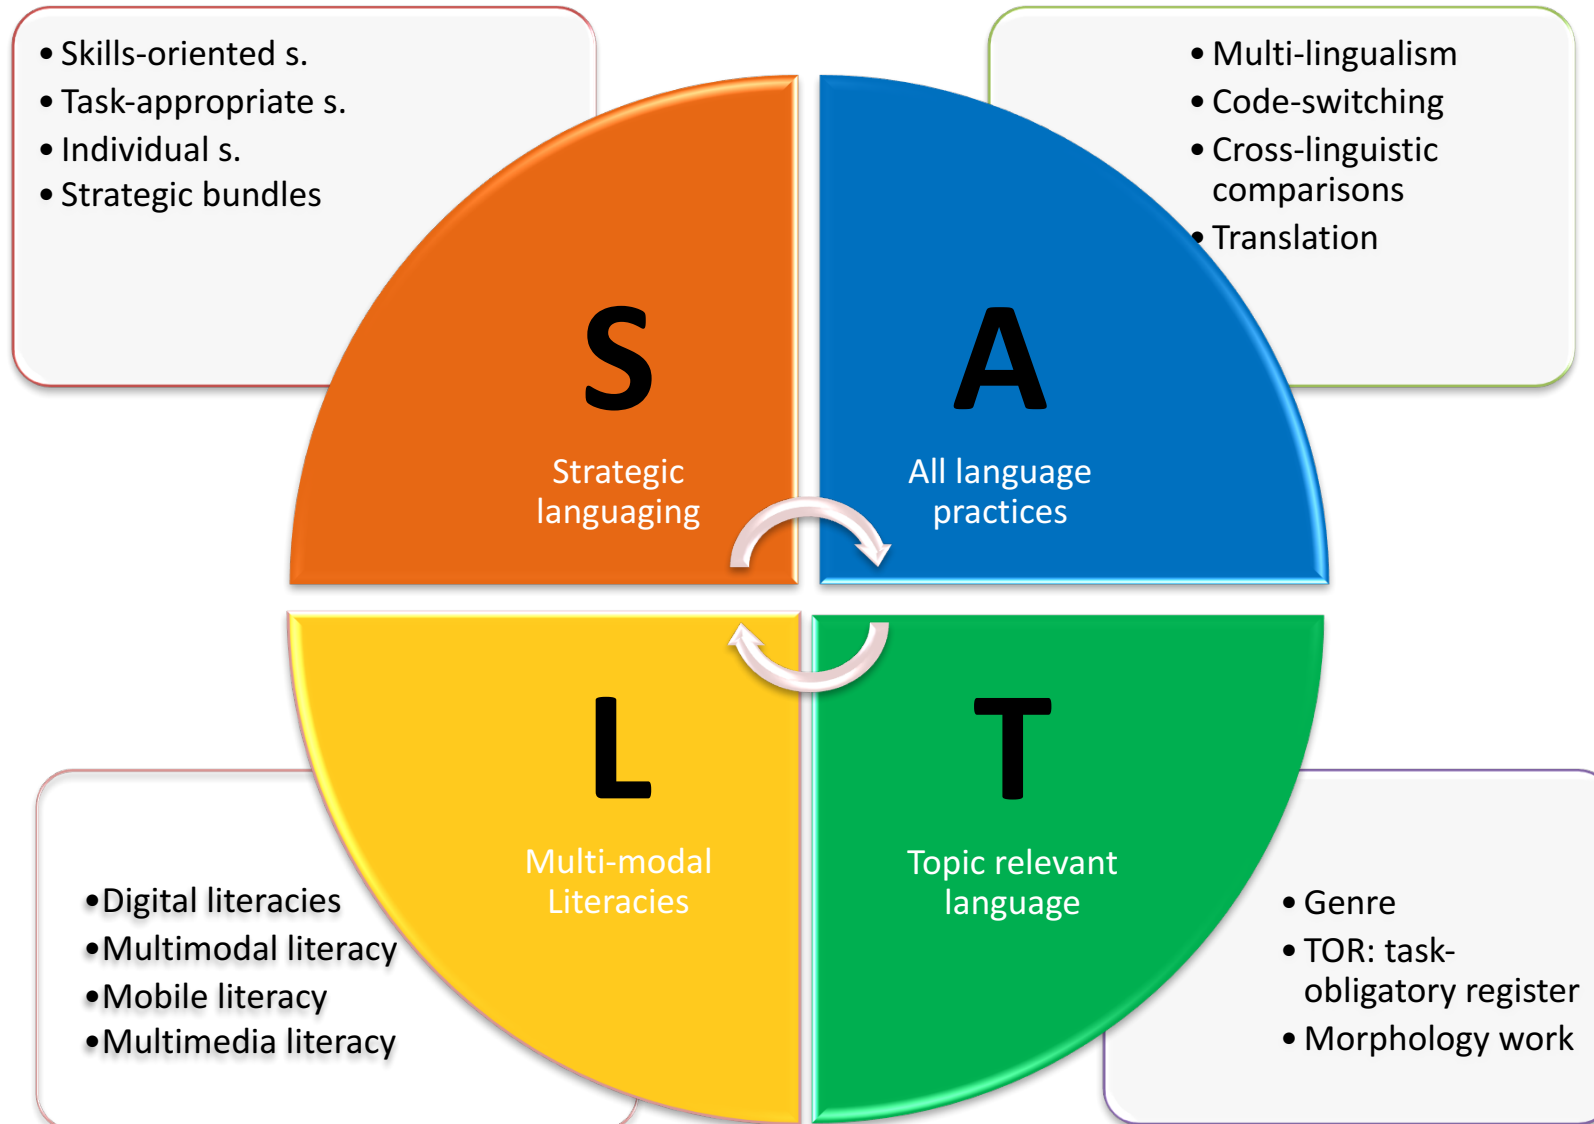 • Skills-oriented s.
• Task-appropriate s.
• Individual s.
• Strategic bundles
• Multi-lingualism
• Code-switching
• Cross-linguistic
comparisons
• Translation
S
Strategic
languaging
A
All language
practices
L
Multi-modal
Literacies
T
Topic relevant
language
•Digital literacies
•Multimodal literacy
•Mobile literacy
•Multimedia literacy
• Genre
• TOR: task-
obligatory register
• Morphology work